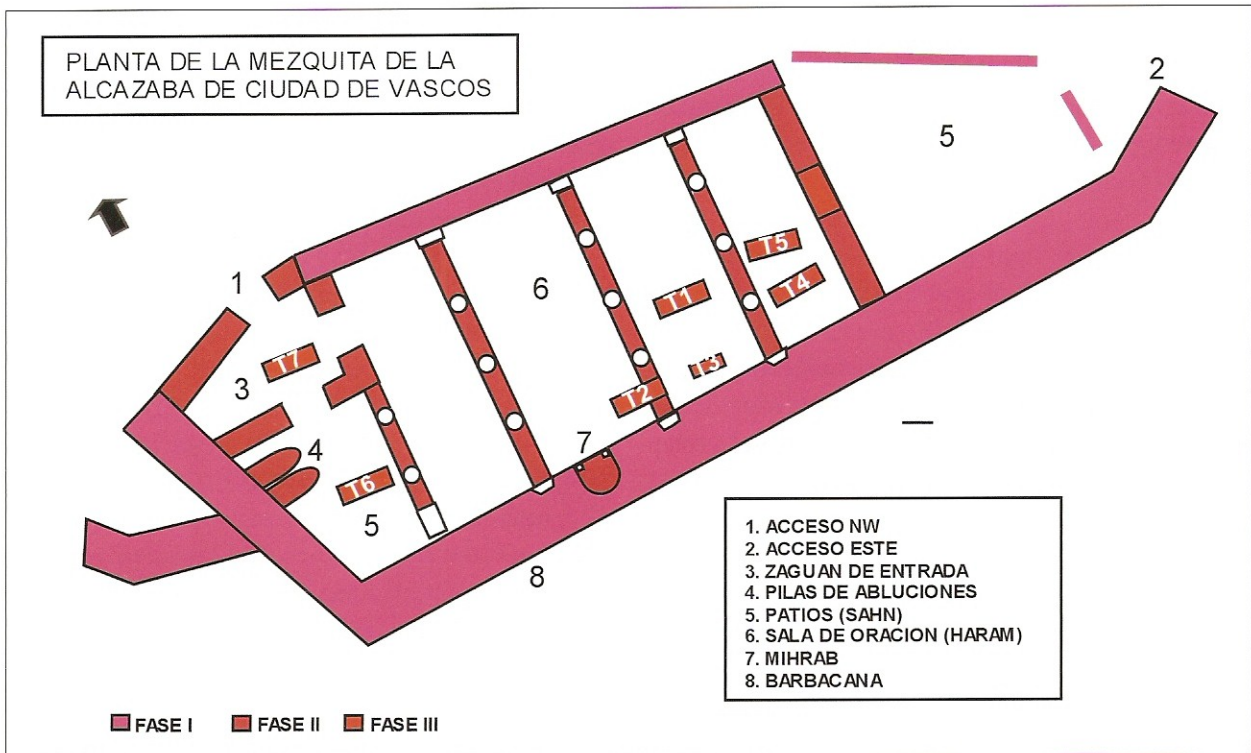 PLANTA DE LA MEZQUITA DE LA
ALCAZABA DE CIUDAD DE VASCOS
2
5
1
6
T5
T4
T1
T3
T2
T7
3
4
7
T6
5
8
1. ACCESO NW
2. ACCESO ESTE
3. ZAGUAN DE ENTRADA
4. PILAS DE ABLUCIONES
5. PATIOS (SAHN)
6. SALA DE ORACION (HARAM)
7. MIHRAB
8. BARBACANA
FASE I FASE II FASE III